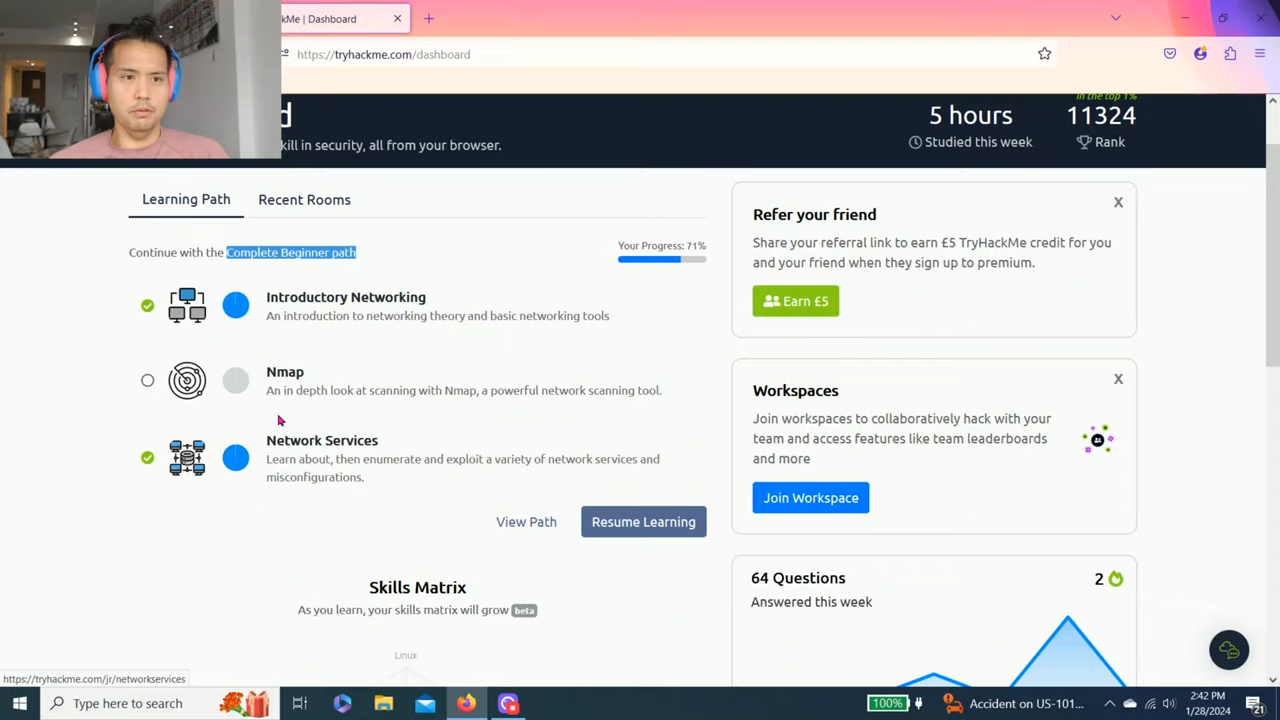 kMe | Dashboard
https://tryhackme.com/dashboard
d
kill in security, all from your browser.
5 hours
Studied this week
in the top 1%
11324
Rank
Learning Path
Recent Rooms
Continue with the Complete Beginner path
Your Progress: 71%
Introductory Networking
An introduction to networking theory and basic networking tools
Nmap
An in depth look at scanning with Nmap, a powerful network scanning tool.
Network Services
Learn about, then enumerate and exploit a variety of network services and
misconfigurations.
View Path
Resume Learning
Skills Matrix
As you learn, your skills matrix will grow beta
Linux
Refer your friend
X
Share your referral link to earn £5 TryHackMe credit for you
and your friend when they sign up to premium.
Earn £5
Workspaces
X
Join workspaces to collaboratively hack with your
team and access features like team leaderboards
and more
Join Workspace
64 Questions
2
Answered this week
https://tryhackme.com/jr/networkservices
Type here to search
100%
Accident on US-101...
2:42 PM
1/28/2024
21